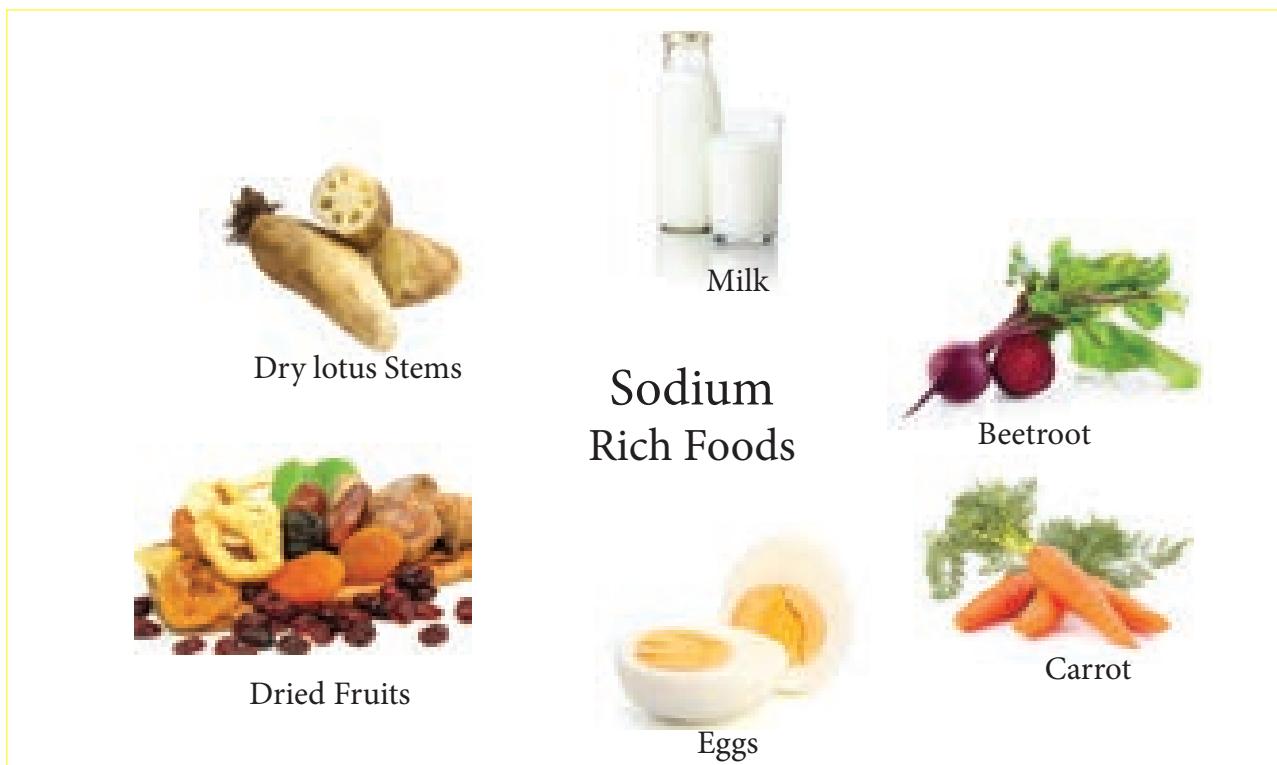 Milk
Dry lotus Stems
Sodium
Rich Foods
Beetroot
Dried Fruits
Carrot
Eggs